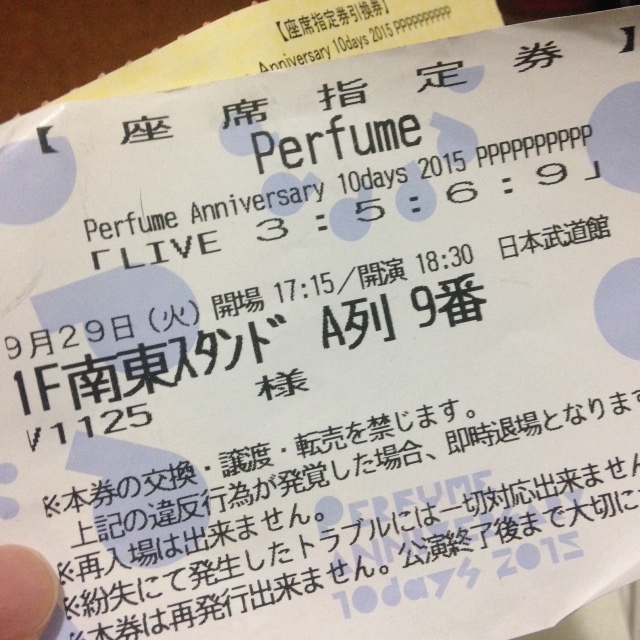 【座席指定券引換券】
Anniversary 10days 2015 PPPPPPPPPP
【 座 席 指 定 券 】
Perfume
Perfume Anniversary 10days 2015 PPPPPPPPPP
「LIVE 3:5:6:9」
9月29日（火）開場 17:15／開演 18:30 日本武道館
1F南東スタンド A列 9番
V1125 様
※本券の交換・譲渡・転売を禁じます。
上記の違反行為が発覚した場合、即時退場となります
※再入場は出来ません。
※紛失にて発生したトラブルには一切対応出来ません
※本券は再発行出来ません。公演終了後まで大切に
PERFUME
ANNIVERSARY
10days 2015